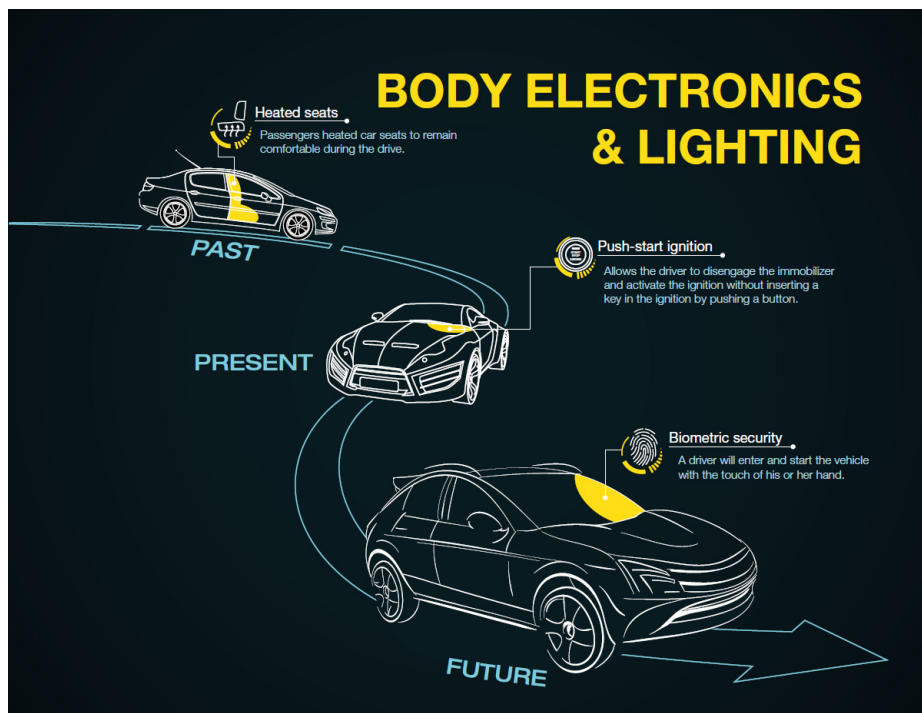 BODY ELECTRONICS
& LIGHTING
Heated seats
Passengers heated car seats to remain
comfortable during the drive.
PAST
Push-start ignition
Allows the driver to disengage the immobilizer
and activate the ignition without inserting a
key in the ignition by pushing a button.
PRESENT
Biometric security
A driver will enter and start the vehicle
with the touch of his or her hand.
FUTURE